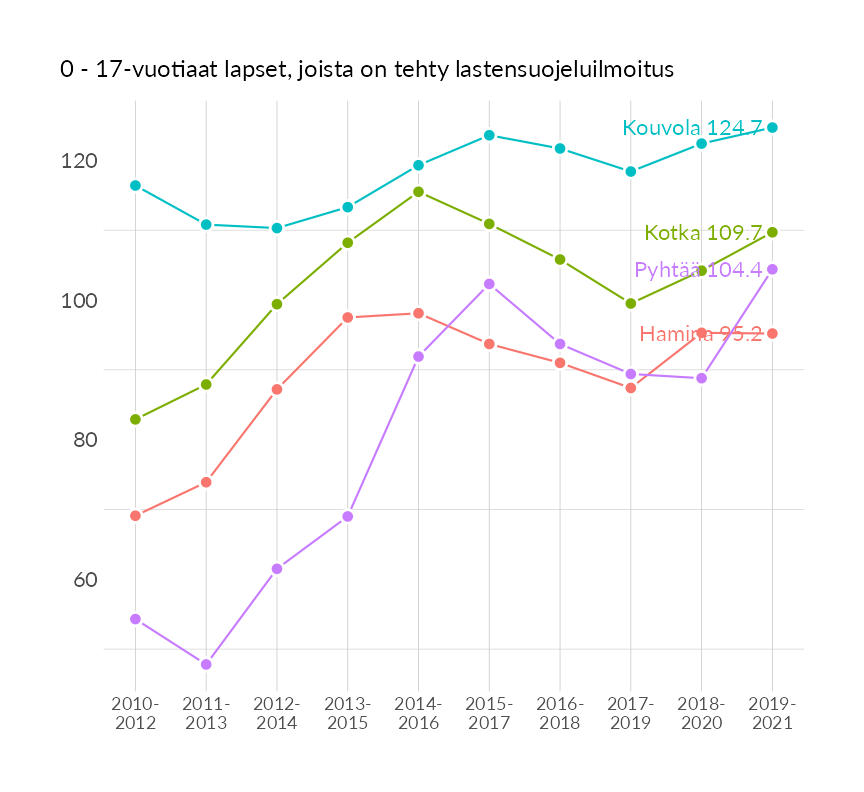 0 - 17-vuotiaat lapset, joista on tehty lastensuojeluilmoitus
Kouvola 124.7
120
Kotka 109.7
Pyhtää 104.4
100
Hamina 95.2
80
60
2010-2012 2011-2013 2012-2014 2013-2015 2014-2016 2015-2017 2016-2018 2017-2019 2018-2020 2019-2021